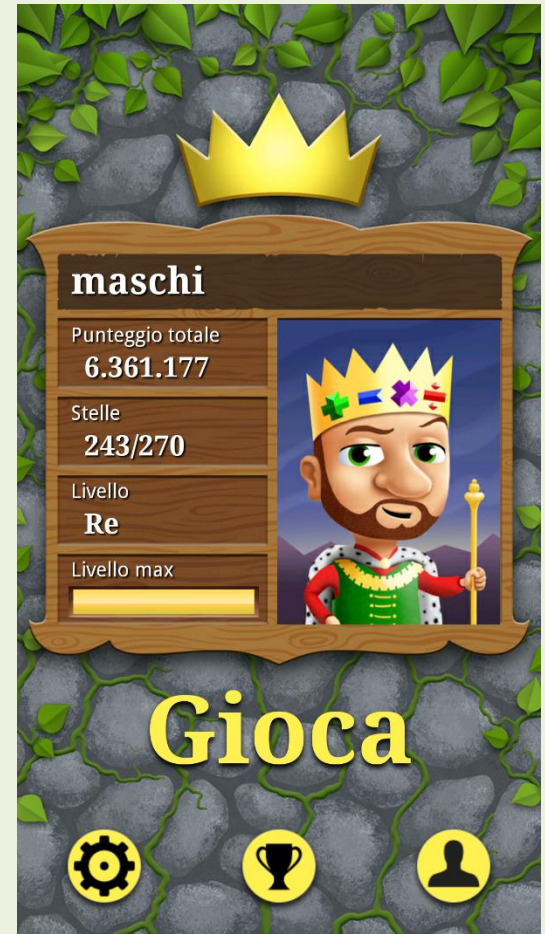 maschi
Punteggio totale
6.361.177
Stelle
243/270
Livello
Re
Livello max
Gioca